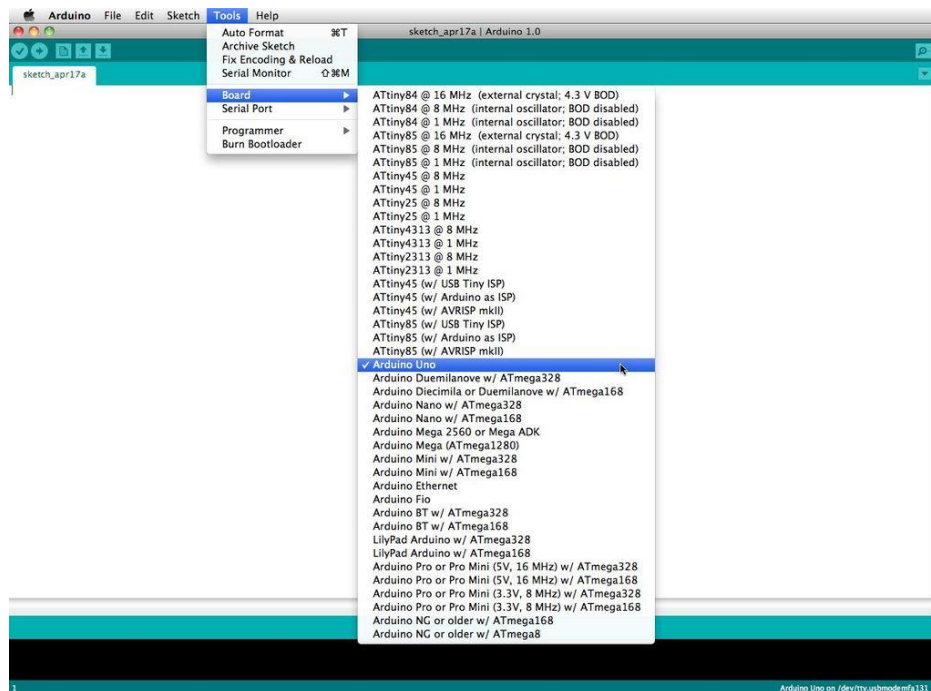 Arduino File Edit Sketch Tools Help
sketch_apr17a | Arduino 1.0
Auto Format ⌘T
Archive Sketch
Fix Encoding & Reload
Serial Monitor ⇧⌘M
sketch_apr17a
Board
Serial Port
Programmer
Burn Bootloader
ATtiny84 @ 16 MHz (external crystal; 4.3 V BOD)
ATtiny84 @ 8 MHz (internal oscillator; BOD disabled)
ATtiny84 @ 1 MHz (internal oscillator; BOD disabled)
ATtiny85 @ 16 MHz (external crystal; 4.3 V BOD)
ATtiny85 @ 8 MHz (internal oscillator; BOD disabled)
ATtiny85 @ 1 MHz (internal oscillator; BOD disabled)
ATtiny45 @ 8 MHz
ATtiny45 @ 1 MHz
ATtiny25 @ 8 MHz
ATtiny25 @ 1 MHz
ATtiny4313 @ 8 MHz
ATtiny4313 @ 1 MHz
ATtiny2313 @ 8 MHz
ATtiny2313 @ 1 MHz
ATtiny45 (w/ USB Tiny ISP)
ATtiny45 (w/ Arduino as ISP)
ATtiny45 (w/ AVRISP mkII)
ATtiny85 (w/ USB Tiny ISP)
ATtiny85 (w/ Arduino as ISP)
ATtiny85 (w/ AVRISP mkII)
✓ Arduino Uno
Arduino Duemilanove w/ ATmega328
Arduino Diecimila or Duemilanove w/ ATmega168
Arduino Nano w/ ATmega328
Arduino Nano w/ ATmega168
Arduino Mega 2560 or Mega ADK
Arduino Mega (ATmega1280)
Arduino Mini w/ ATmega328
Arduino Mini w/ ATmega168
Arduino Ethernet
Arduino Fio
Arduino BT w/ ATmega328
Arduino BT w/ ATmega168
LilyPad Arduino w/ ATmega328
LilyPad Arduino w/ ATmega168
Arduino Pro or Pro Mini (5V, 16 MHz) w/ ATmega328
Arduino Pro or Pro Mini (5V, 16 MHz) w/ ATmega168
Arduino Pro or Pro Mini (3.3V, 8 MHz) w/ ATmega328
Arduino Pro or Pro Mini (3.3V, 8 MHz) w/ ATmega168
Arduino NG or older w/ ATmega168
Arduino NG or older w/ ATmega8
1
Arduino Uno on /dev/tty.usbmodemfa131